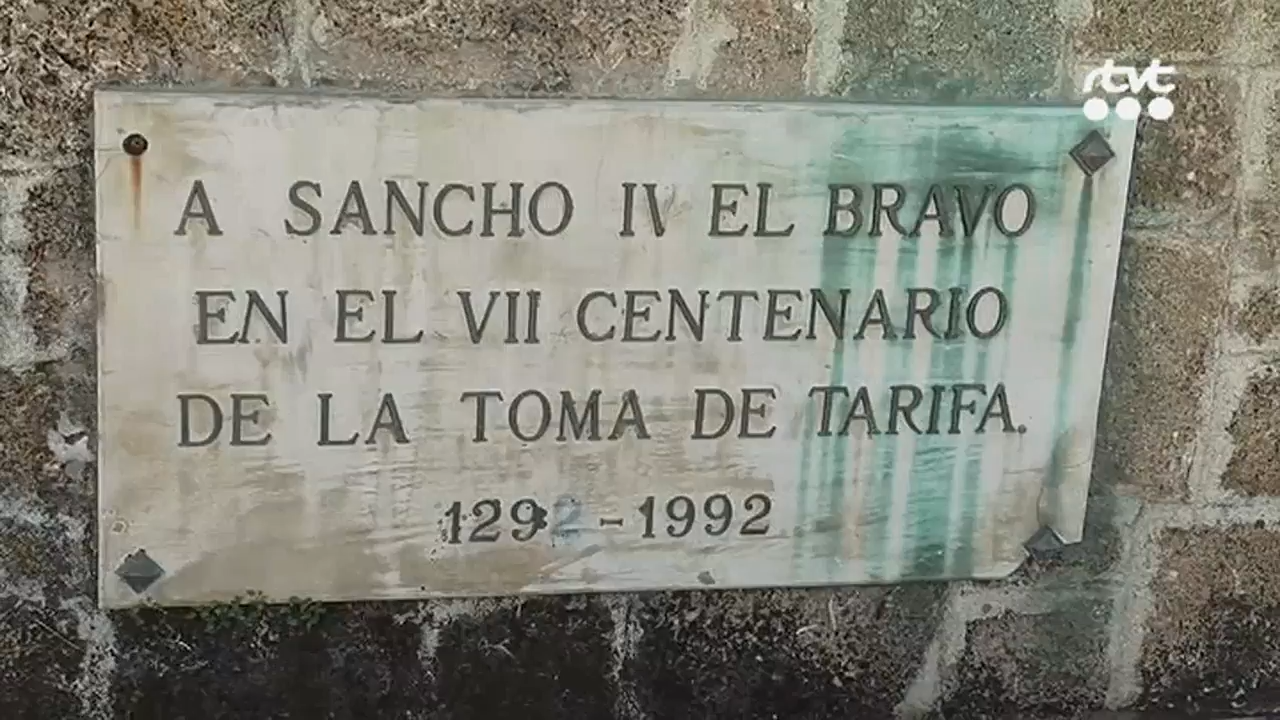 rtvt
A SANCHO IV EL BRAVO
EN EL VII CENTENARIO
DE LA TOMA DE TARIFA.
1292 - 1992